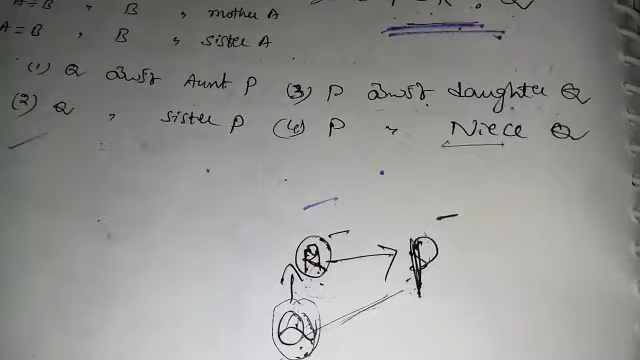 A = B " B " mother A
A = B " B " sister A
(1) Q Aunt P (3) P daughter Q
(2) Q " sister P (4) P " Niece Q
R P
Q